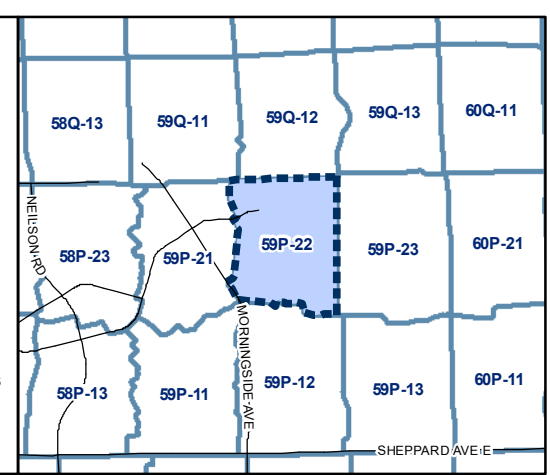 58Q-13
59Q-11
59Q-12
59Q-13
60Q-11
NEILSON RD
58P-23
59P-21
59P-22
59P-23
60P-21
MORNINGSIDE AVE
58P-13
59P-11
59P-12
59P-13
60P-11
SHEPPARD AVE E